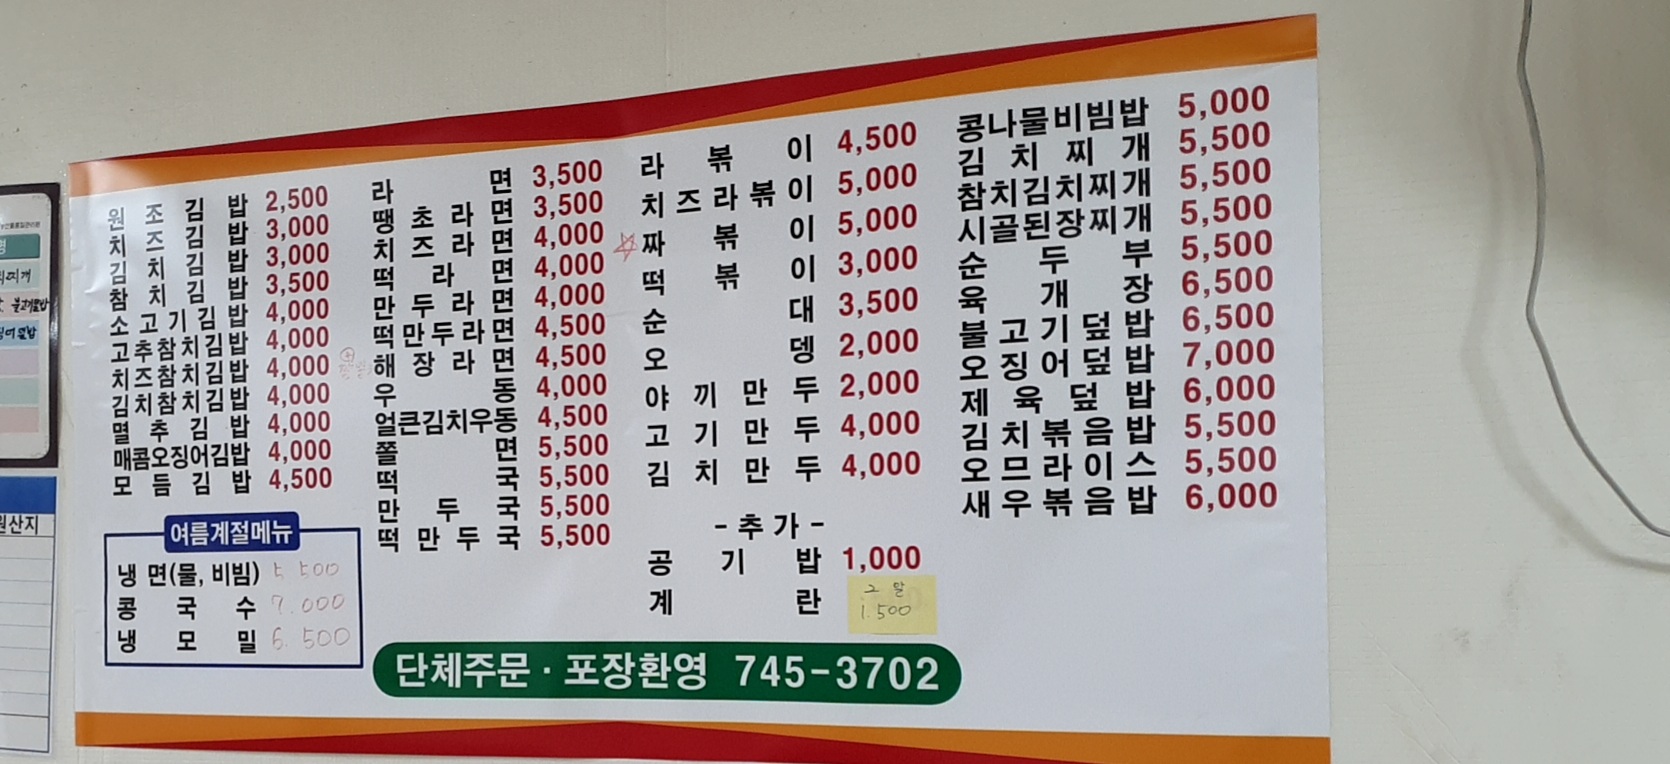 원조김밥 2,500
치즈김밥 3,000
김치김밥 3,000
참치김밥 3,500
소고기김밥 4,000
고추참치김밥 4,000
치즈참치김밥 4,000
김치참치김밥 4,000
멸추김밥 4,000
매콤오징어김밥 4,000
모듬김밥 4,500
여름계절메뉴
냉면(물, 비빔) 5 500
콩국수 7.000
냉모밀 6. 500
라면 3,500
땡초라면 3,500
치즈라면 4,000
떡라면 4,000
만두라면 4,000
떡만두라면 4,500
해장라면 4,500
우동 4,000
얼큰김치우동 4,500
쫄면 5,500
떡국 5,500
만두국 5,500
떡만두국 5,500
라볶이 4,500
치즈라볶이 5,000
짜볶이 5,000
떡볶이 3,000
순대 3,500
오뎅 2,000
야끼만두 2,000
고기만두 4,000
김치만두 4,000
-추가-
공기밥 1,000
계란
2알
1.500
콩나물비빔밥 5,000
김치찌개 5,500
참치김치찌개 5,500
시골된장찌개 5,500
순두부 5,500
육개장 6,500
불고기덮밥 6,500
오징어덮밥 7,000
제육덮밥 6,000
김치볶음밥 5,500
오므라이스 5,500
새우볶음밥 6,000
단체주문·포장환영 745-3702
원산지